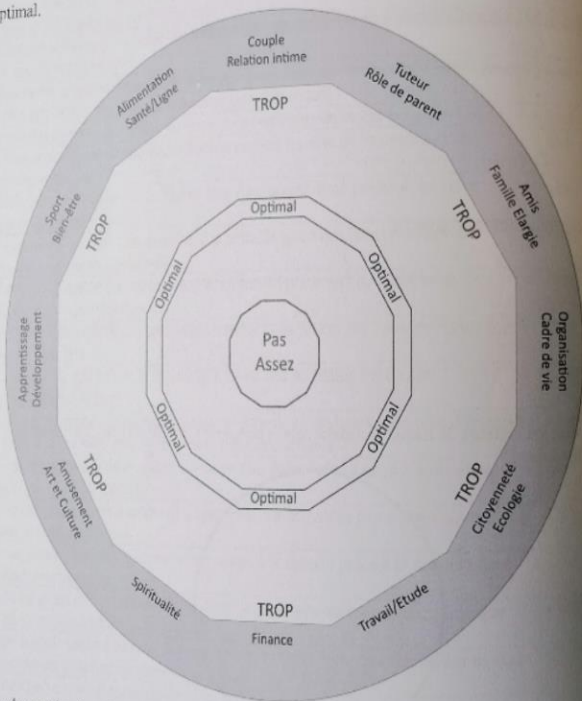 ptimal.
Couple
Relation intime
Tuteur
Rôle de parent
Amis
Famille Elargie
Organisation
Cadre de vie
Citoyenneté
Ecologie
Travail/Etude
Finance
Spiritualité
Amusement
Art et Culture
Apprentissage
Développement
Sport
Bien-être
Alimentation
Santé/Ligne
TROP
TROP
TROP
TROP
TROP
TROP
Optimal
Optimal
Optimal
Optimal
Optimal
Optimal
Pas
Assez